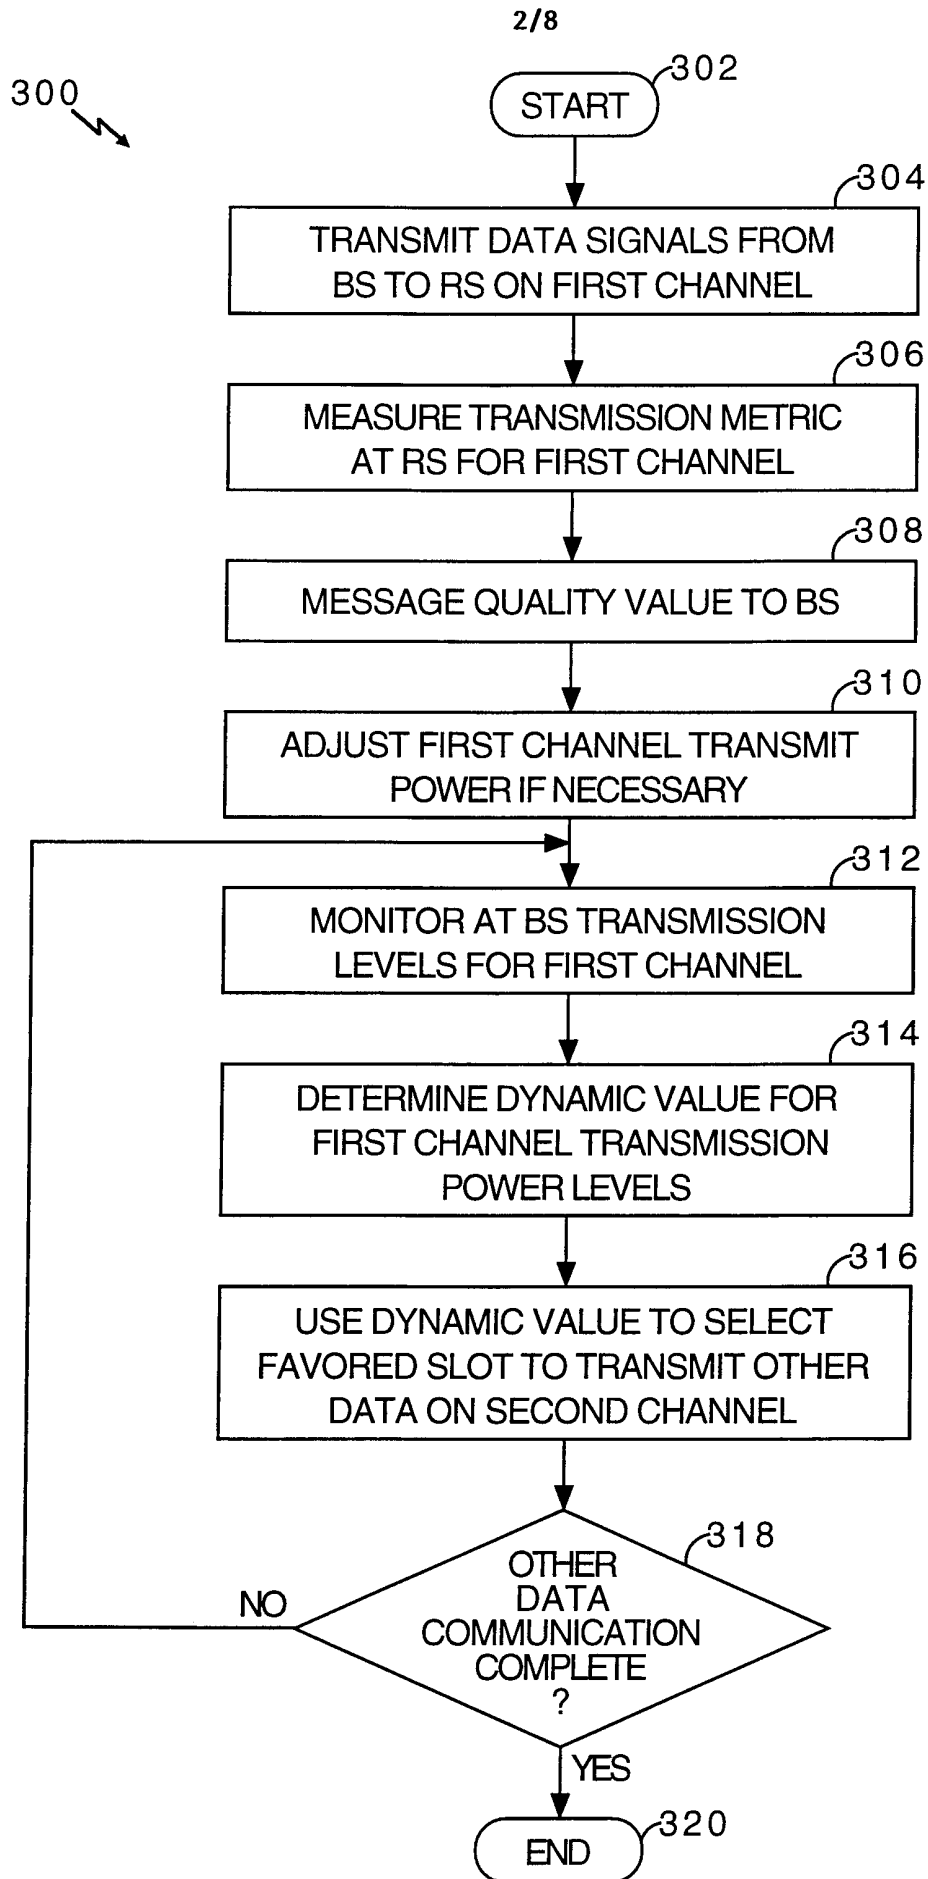 2/8
300
302
START
304
TRANSMIT DATA SIGNALS FROM
BS TO RS ON FIRST CHANNEL
306
MEASURE TRANSMISSION METRIC
AT RS FOR FIRST CHANNEL
308
MESSAGE QUALITY VALUE TO BS
310
ADJUST FIRST CHANNEL TRANSMIT
POWER IF NECESSARY
312
MONITOR AT BS TRANSMISSION
LEVELS FOR FIRST CHANNEL
314
DETERMINE DYNAMIC VALUE FOR
FIRST CHANNEL TRANSMISSION
POWER LEVELS
316
USE DYNAMIC VALUE TO SELECT
FAVORED SLOT TO TRANSMIT OTHER
DATA ON SECOND CHANNEL
318
OTHER
DATA
COMMUNICATION
COMPLETE
?
NO
YES
320
END